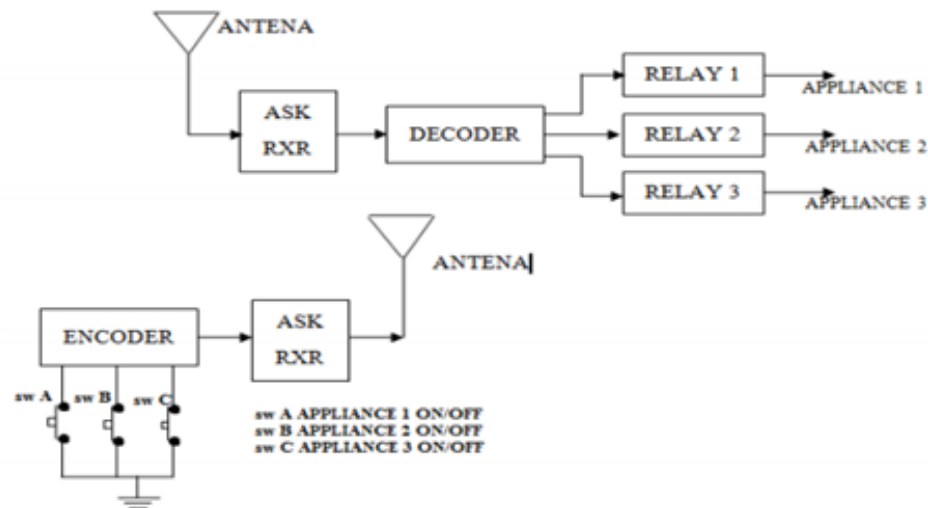 ANTENA
ASK
RXR
DECODER
RELAY 1
APPLIANCE 1
RELAY 2
APPLIANCE 2
RELAY 3
APPLIANCE 3
ANTENA
ENCODER
ASK
RXR
sw A
sw B
sw C
sw A APPLIANCE 1 ON/OFF
sw B APPLIANCE 2 ON/OFF
sw C APPLIANCE 3 ON/OFF